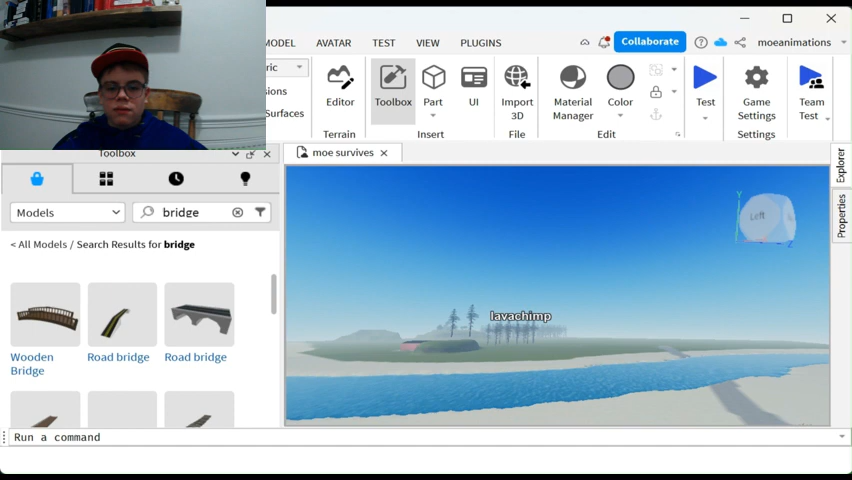 MODEL AVATAR TEST VIEW PLUGINS Collaborate moeanimations
ric Editor Toolbox Part UI Import 3D Material Manager Color Test Game Settings Team Test
sions
Surfaces
Terrain Insert File Edit Settings
Toolbox
moe survives
Explorer
Properties
Models
bridge
< All Models / Search Results for bridge
Wooden Bridge
Road bridge
Road bridge
Y
Left
Z
lavachimp
Run a command